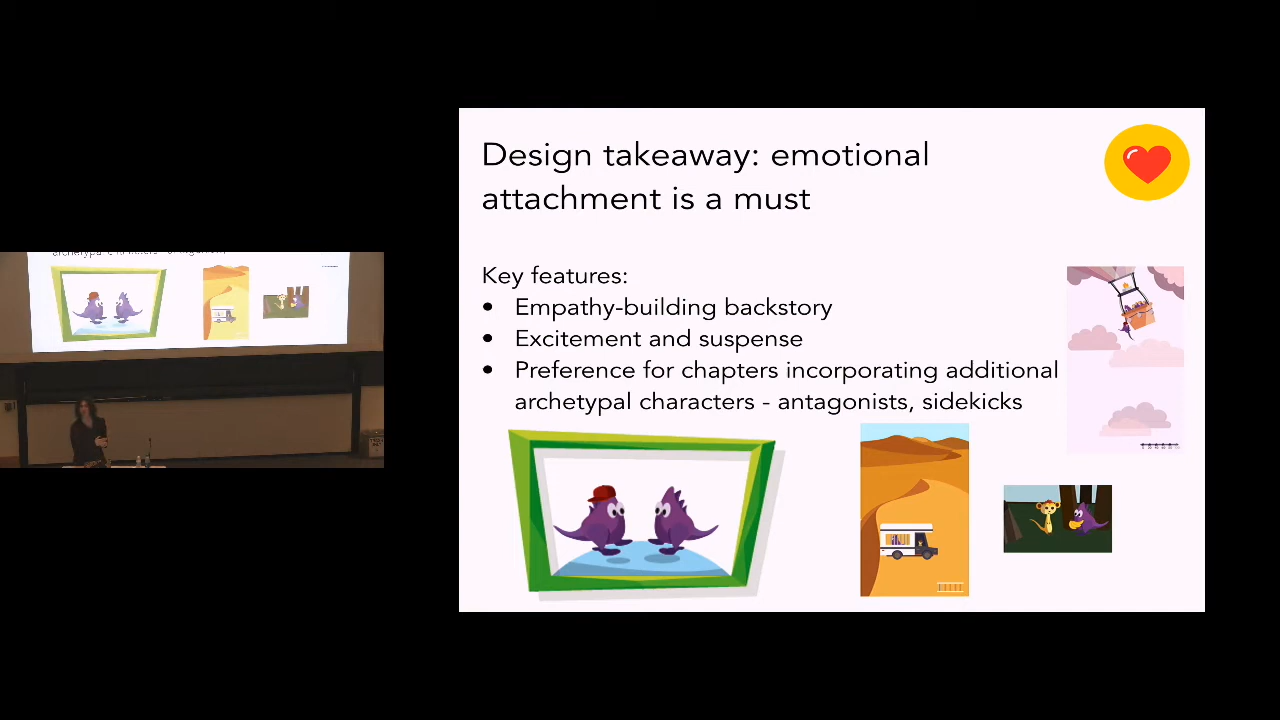 Design takeaway: emotional
attachment is a must
Key features:
• Empathy-building backstory
• Excitement and suspense
• Preference for chapters incorporating additional
archetypal characters - antagonists, sidekicks